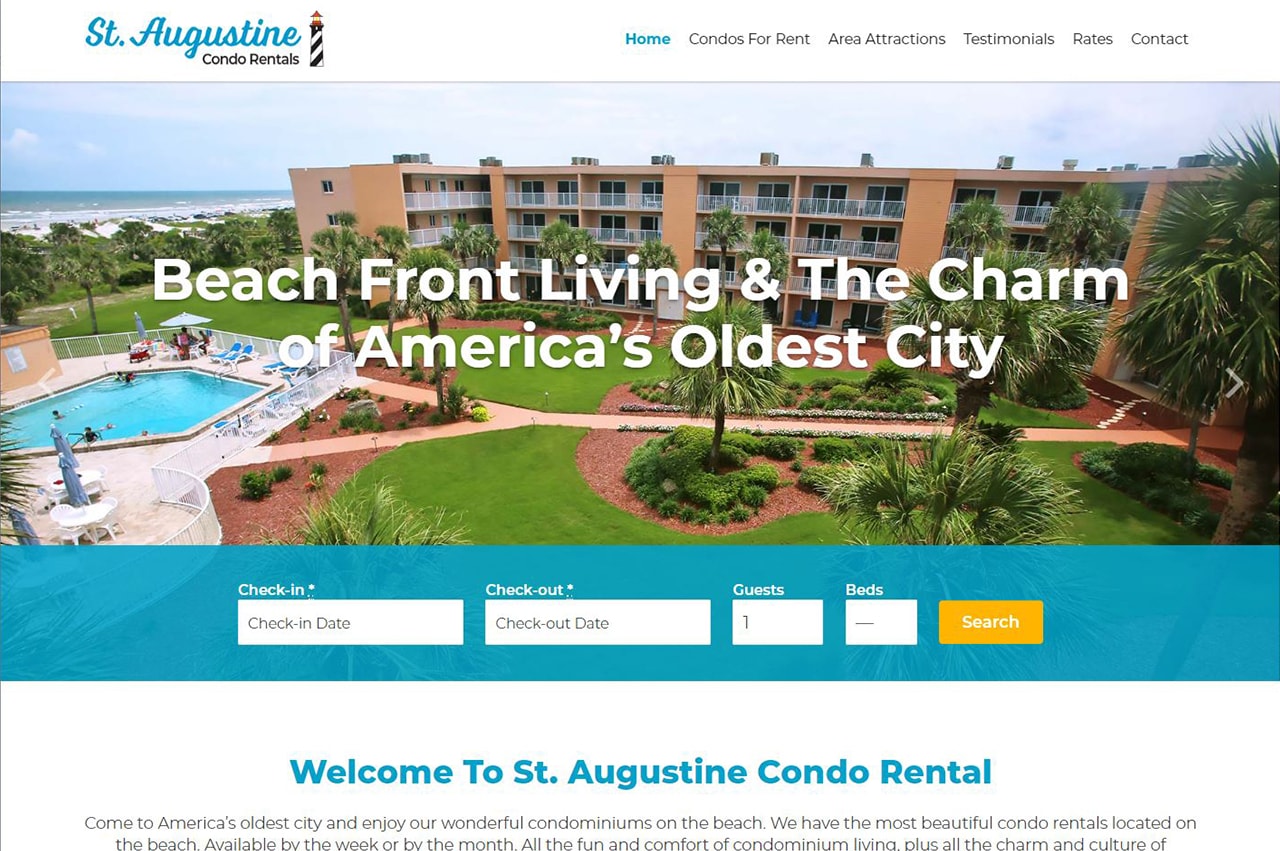 St. Augustine
Condo Rentals
Home Condos For Rent Area Attractions Testimonials Rates Contact
Beach Front Living & The Charm
of America’s Oldest City
Check-in * Check-out * Guests Beds
Check-in Date Check-out Date 1 — Search
Welcome To St. Augustine Condo Rental
Come to America’s oldest city and enjoy our wonderful condominiums on the beach. We have the most beautiful condo rentals located on
the beach. Available by the week or by the month. All the fun and comfort of condominium living, plus all the charm and culture of